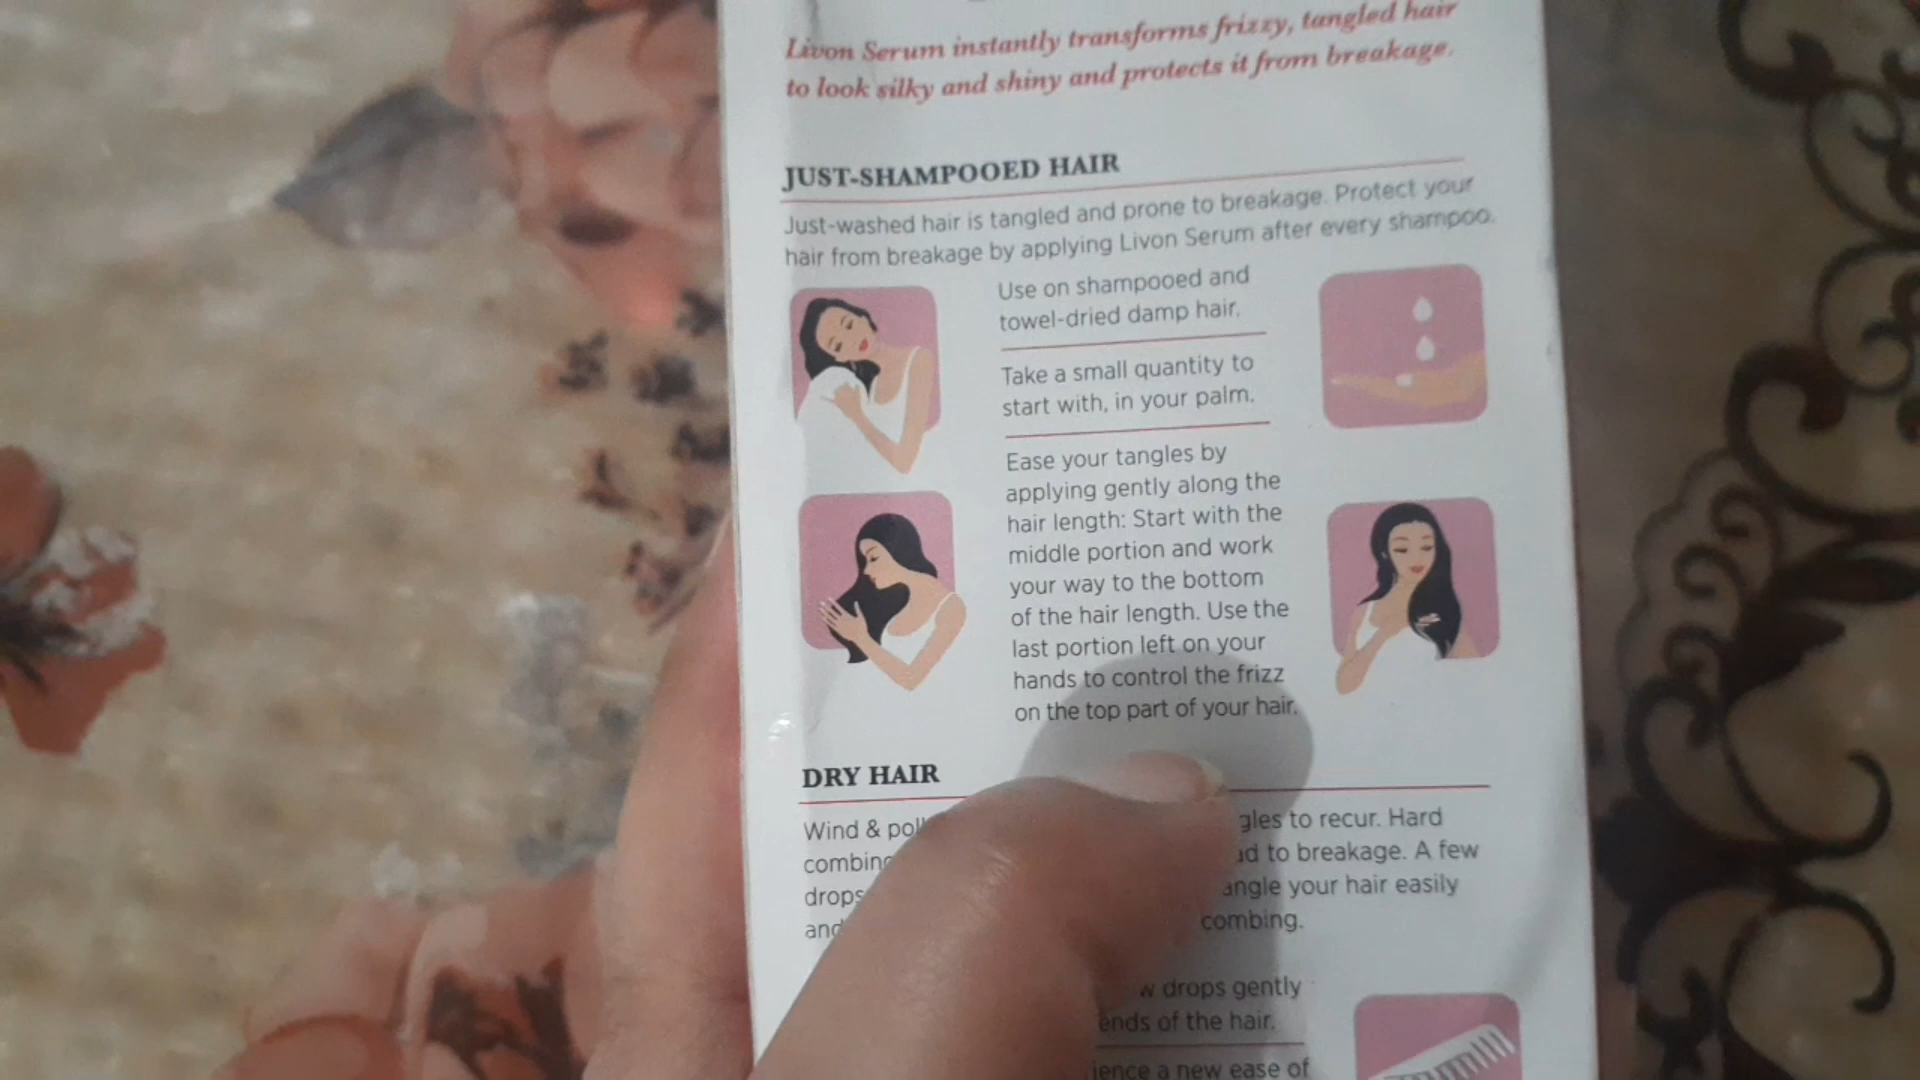 Livon Serum instantly transforms frizzy, tangled hair
to look silky and shiny and protects it from breakage.
JUST-SHAMPOOED HAIR
Just-washed hair is tangled and prone to breakage. Protect your
hair from breakage by applying Livon Serum after every shampoo.
Use on shampooed and
towel-dried damp hair.
Take a small quantity to
start with, in your palm.
Ease your tangles by
applying gently along the
hair length: Start with the
middle portion and work
your way to the bottom
of the hair length. Use the
last portion left on your
hands to control the frizz
on the top part of your hair.
DRY HAIR
Wind & to recur. Hard
to breakage. A few
drops your hair easily
combing.
drops gently
ends of the hair.
a new ease of